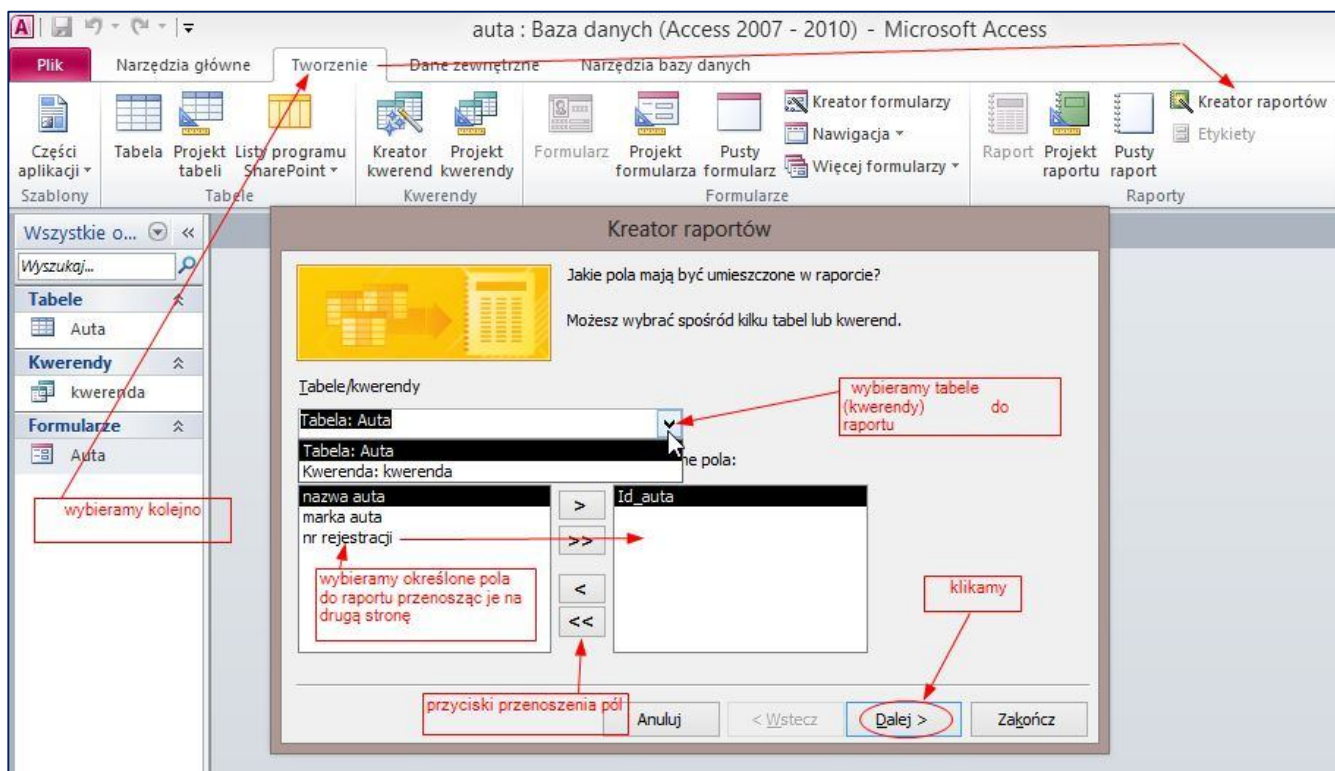 auta : Baza danych (Access 2007 - 2010) - Microsoft Access
Plik Narzędzia główne Tworzenie Dane zewnętrzne Narzędzia bazy danych
Części aplikacji
Tabela
Projekt tabeli
Listy programu SharePoint
Kreator kwerend
Projekt kwerendy
Formularz
Projekt formularza
Pusty formularz
Kreator formularzy
Nawigacja
Więcej formularzy
Raport
Projekt raportu
Pusty raport
Kreator raportów
Etykiety
Szablony Tabele Kwerendy Formularze Raporty
Wszystkie o...
Wyszukaj...
Tabele
Auta
Kwerendy
kwerenda
Formularze
Auta
wybieramy kolejno
Kreator raportów
Jakie pola mają być umieszczone w raporcie?
Możesz wybrać spośród kilku tabel lub kwerend.
Tabele/kwerendy
Tabela: Auta
Tabela: Auta
Kwerenda: kwerenda
wybieramy tabele
(kwerendy) do
raportu
ne pola:
nazwa auta
marka auta
nr rejestracji
>
>>
<
<<
Id_auta
wybieramy określone pola
do raportu przenosząc je na
drugą stronę
klikamy
przyciski przenoszenia pól
Anuluj < Wstecz Dalej > Zakończ